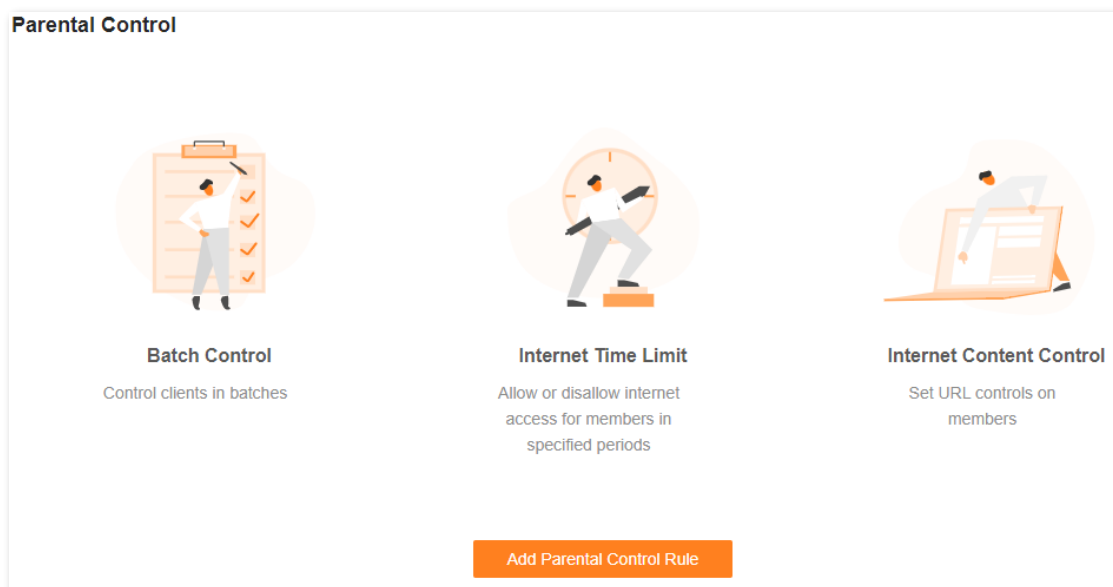 Parental Control
Batch Control
Control clients in batches
Internet Time Limit
Allow or disallow internet
access for members in
specified periods
Internet Content Control
Set URL controls on
members
Add Parental Control Rule